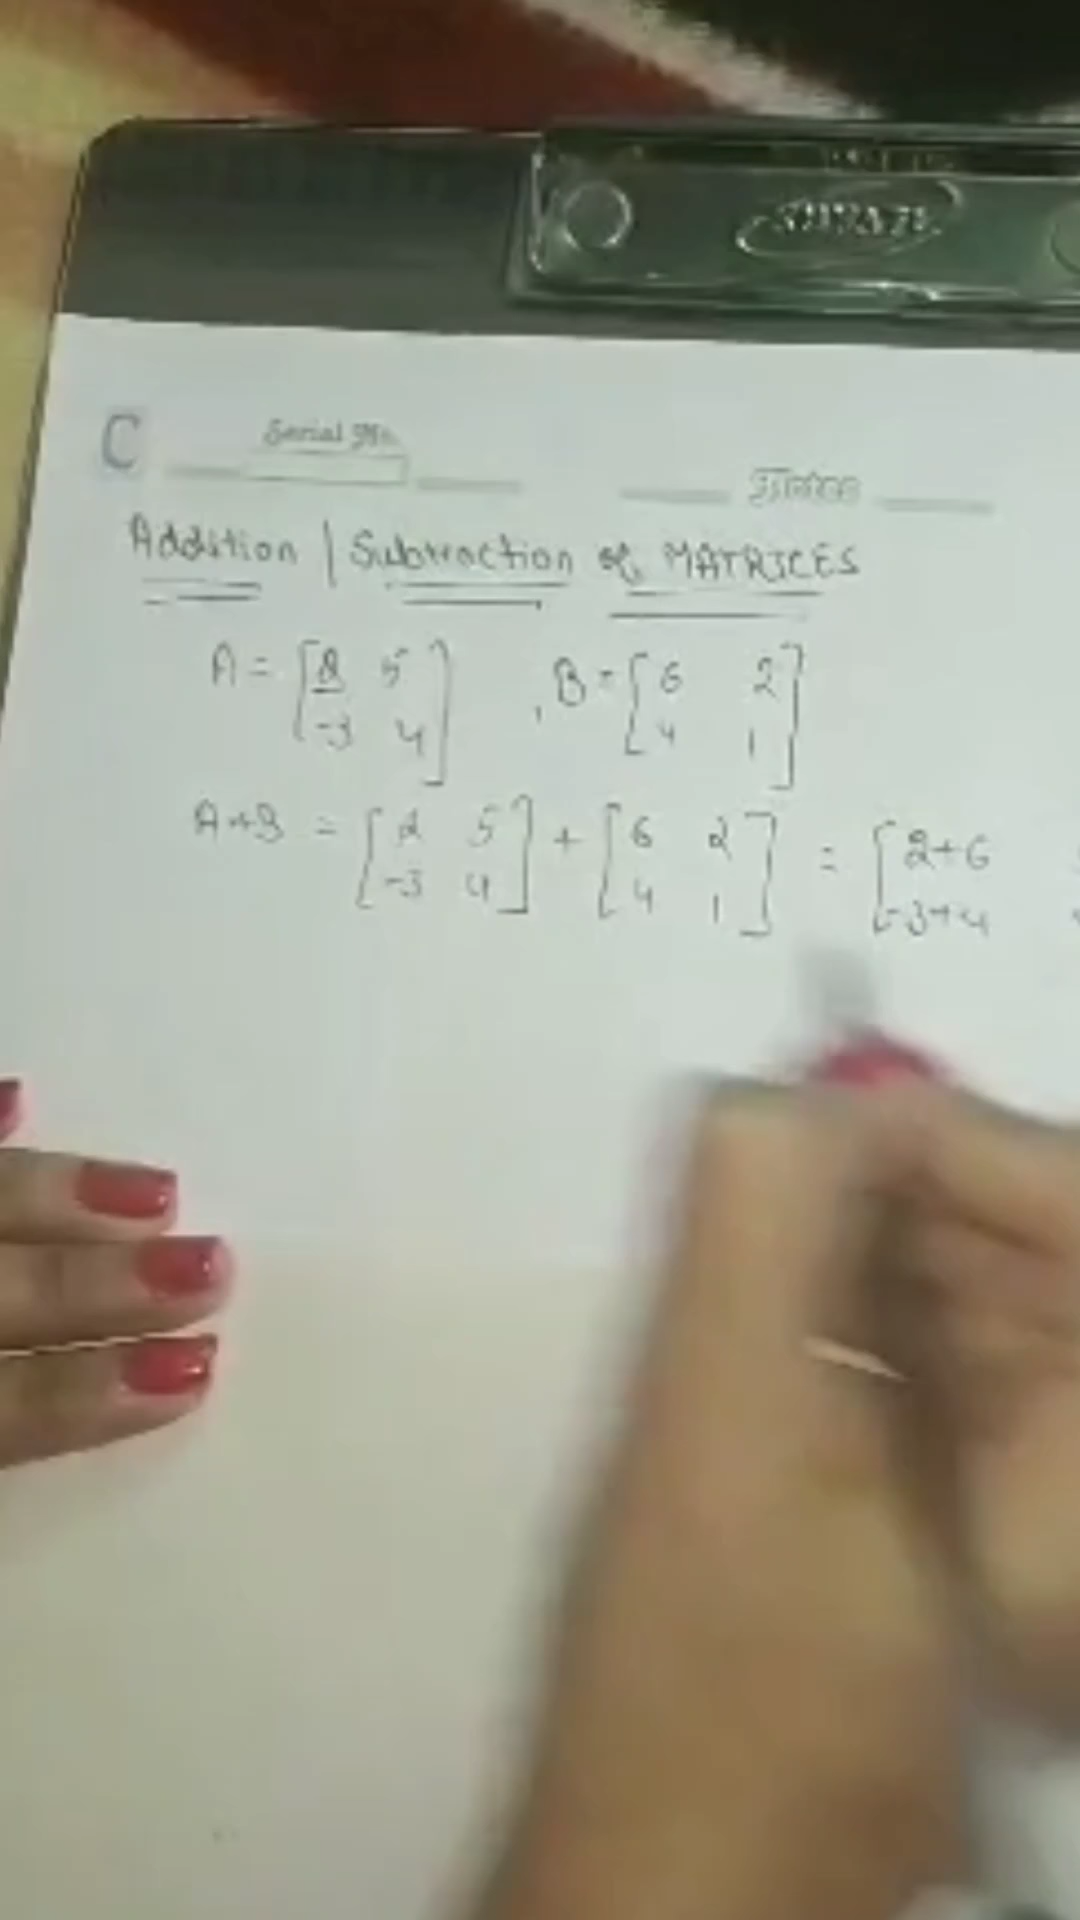 C Serial No.
Addition | Subtraction of MATRICES
A = [2 5 , B = [6 2]
-3 4] 4 1]
A+B = [2 5] + [6 2] = [2+6
-3 4] 4 1] -3+4